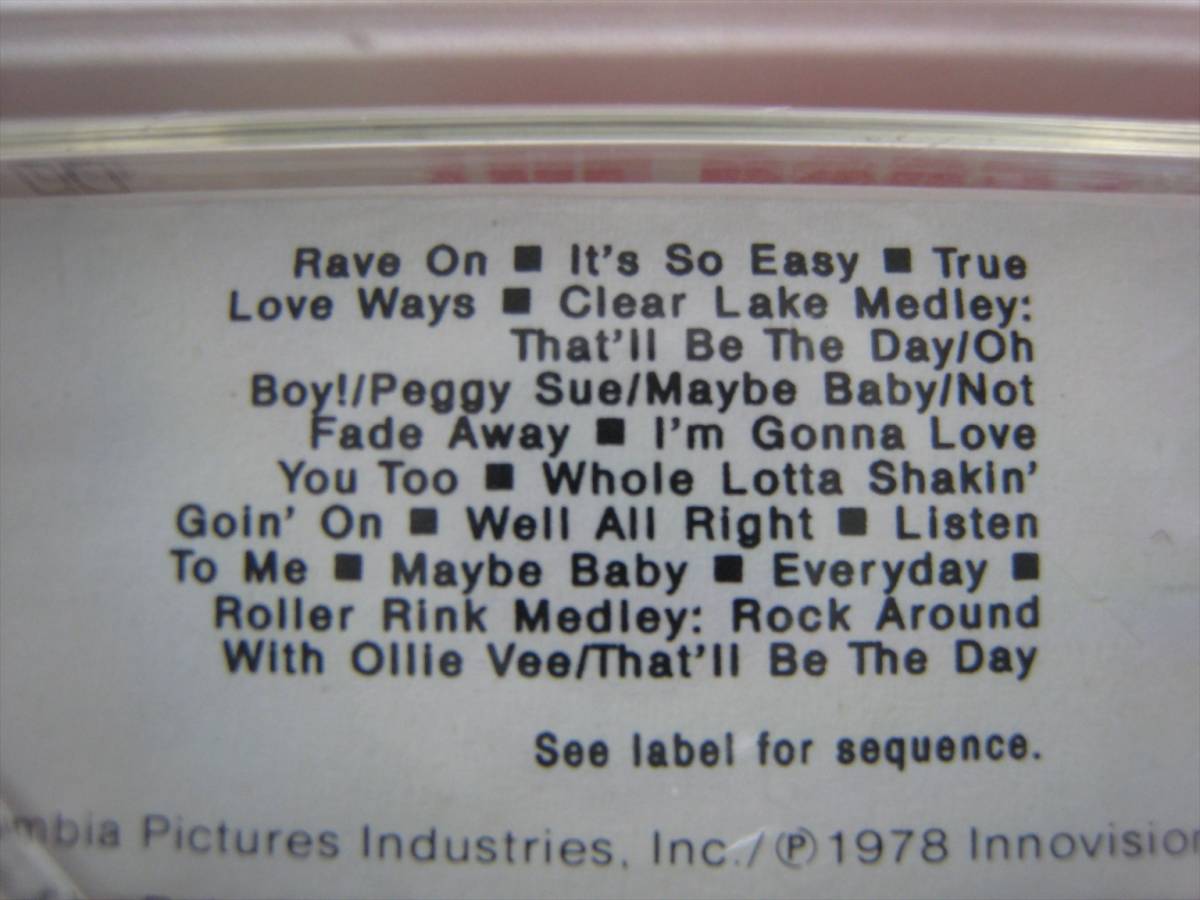 Rave On ■ It's So Easy ■ True
Love Ways ■ Clear Lake Medley:
That'll Be The Day/Oh
Boy!/Peggy Sue/Maybe Baby/Not
Fade Away ■ I'm Gonna Love
You Too ■ Whole Lotta Shakin'
Goin' On ■ Well All Right ■ Listen
To Me ■ Maybe Baby ■ Everyday ■
Roller Rink Medley: Rock Around
With Ollie Vee/That'll Be The Day
See label for sequence.
mbia Pictures Industries, Inc./ ℗ 1978 Innovision